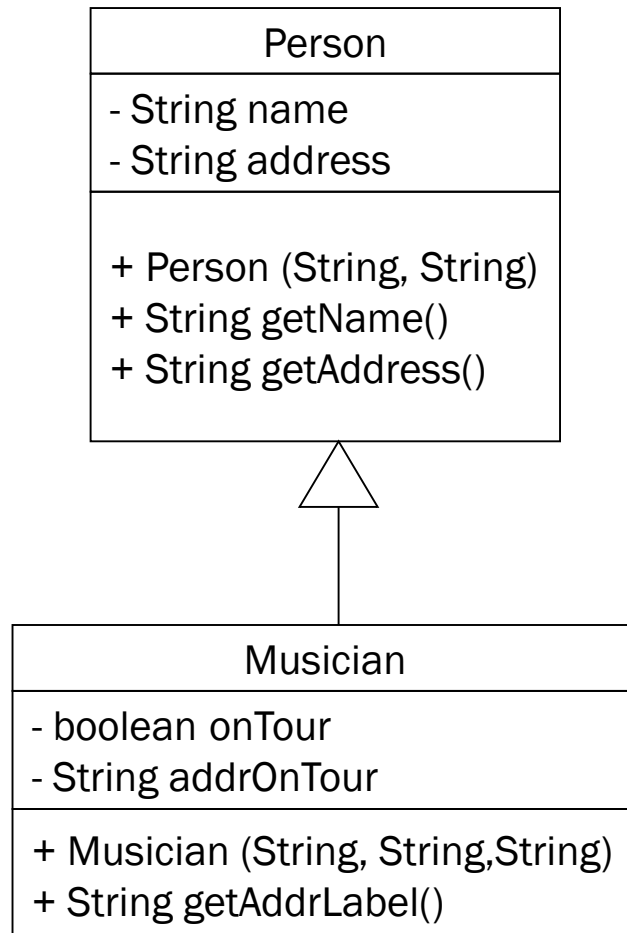 Person
- String name
- String address
+ Person (String, String)
+ String getName()
+ String getAddress()
Musician
- boolean onTour
- String addrOnTour
+ Musician (String, String,String)
+ String getAddrLabel()